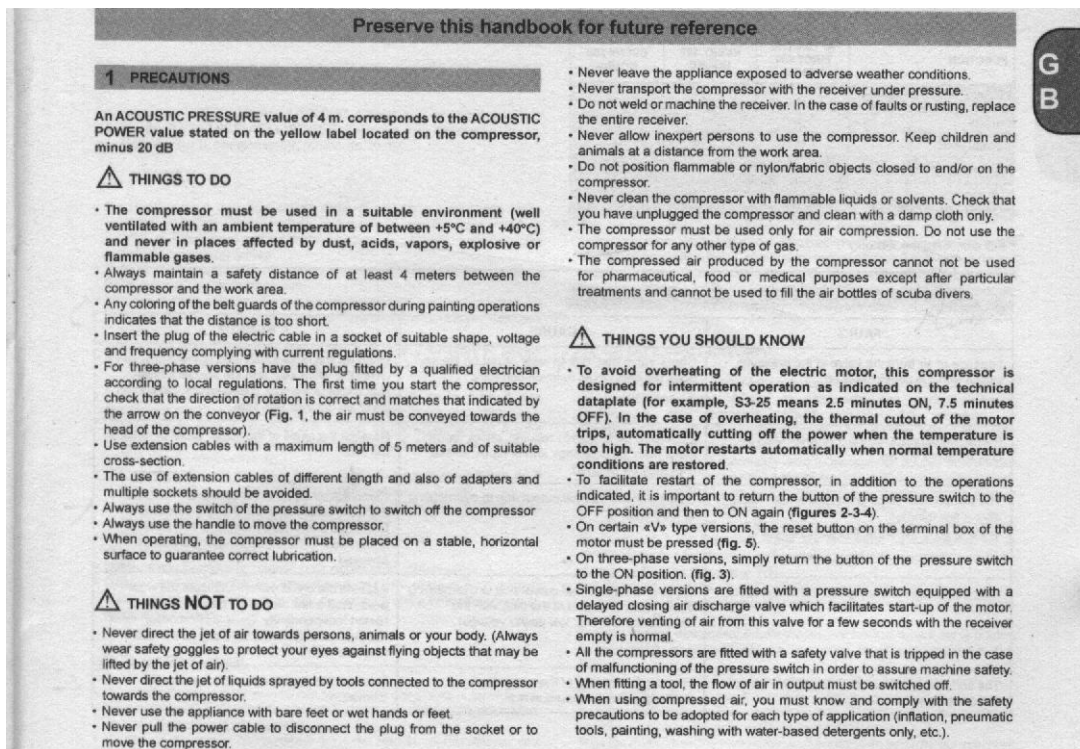 Preserve this handbook for future reference
1 PRECAUTIONS
An ACOUSTIC PRESSURE value of 4 m. corresponds to the ACOUSTIC
POWER value stated on the yellow label located on the compressor,
minus 20 dB
THINGS TO DO
• The compressor must be used in a suitable environment (well
ventilated with an ambient temperature of between +5°C and +40°C)
and never in places affected by dust, acids, vapors, explosive or
flammable gases.
• Always maintain a safety distance of at least 4 meters between the
compressor and the work area.
• Any coloring of the belt guards of the compressor during painting operations
indicates that the distance is too short.
• Insert the plug of the electric cable in a socket of suitable shape, voltage
and frequency complying with current regulations.
• For three-phase versions have the plug fitted by a qualified electrician
according to local regulations. The first time you start the compressor,
check that the direction of rotation is correct and matches that indicated by
the arrow on the conveyor (Fig. 1, the air must be conveyed towards the
head of the compressor).
• Use extension cables with a maximum length of 5 meters and of suitable
cross-section.
• The use of extension cables of different length and also of adapters and
multiple sockets should be avoided.
• Always use the switch of the pressure switch to switch off the compressor
• Always use the handle to move the compressor.
• When operating, the compressor must be placed on a stable, horizontal
surface to guarantee correct lubrication.
THINGS NOT TO DO
• Never direct the jet of air towards persons, animals or your body. (Always
wear safety goggles to protect your eyes against flying objects that may be
lifted by the jet of air).
• Never direct the jet of liquids sprayed by tools connected to the compressor
towards the compressor.
• Never use the appliance with bare feet or wet hands or feet
• Never pull the power cable to disconnect the plug from the socket or to
move the compressor.
• Never leave the appliance exposed to adverse weather conditions.
• Never transport the compressor with the receiver under pressure.
• Do not weld or machine the receiver. In the case of faults or rusting, replace
the entire receiver.
• Never allow inexpert persons to use the compressor. Keep children and
animals at a distance from the work area.
• Do not position flammable or nylon/fabric objects closed to and/or on the
compressor.
• Never clean the compressor with flammable liquids or solvents. Check that
you have unplugged the compressor and clean with a damp cloth only.
• The compressor must be used only for air compression. Do not use the
compressor for any other type of gas.
• The compressed air produced by the compressor cannot not be used
for pharmaceutical, food or medical purposes except after particular
treatments and cannot be used to fill the air bottles of scuba divers.
THINGS YOU SHOULD KNOW
• To avoid overheating of the electric motor, this compressor is
designed for intermittent operation as indicated on the technical
dataplate (for example, S3-25 means 2.5 minutes ON, 7.5 minutes
OFF). In the case of overheating, the thermal cutout of the motor
trips, automatically cutting off the power when the temperature is
too high. The motor restarts automatically when normal temperature
conditions are restored.
• To facilitate restart of the compressor, in addition to the operations
indicated, it is important to return the button of the pressure switch to the
OFF position and then to ON again (figures 2-3-4).
• On certain «V» type versions, the reset button on the terminal box of the
motor must be pressed (fig. 5).
• On three-phase versions, simply return the button of the pressure switch
to the ON position. (fig. 3).
• Single-phase versions are fitted with a pressure switch equipped with a
delayed closing air discharge valve which facilitates start-up of the motor.
Therefore venting of air from this valve for a few seconds with the receiver
empty is normal.
• All the compressors are fitted with a safety valve that is tripped in the case
of malfunctioning of the pressure switch in order to assure machine safety.
• When fitting a tool, the flow of air in output must be switched off.
• When using compressed air, you must know and comply with the safety
precautions to be adopted for each type of application (inflation, pneumatic
tools, painting, washing with water-based detergents only, etc.).
G
B